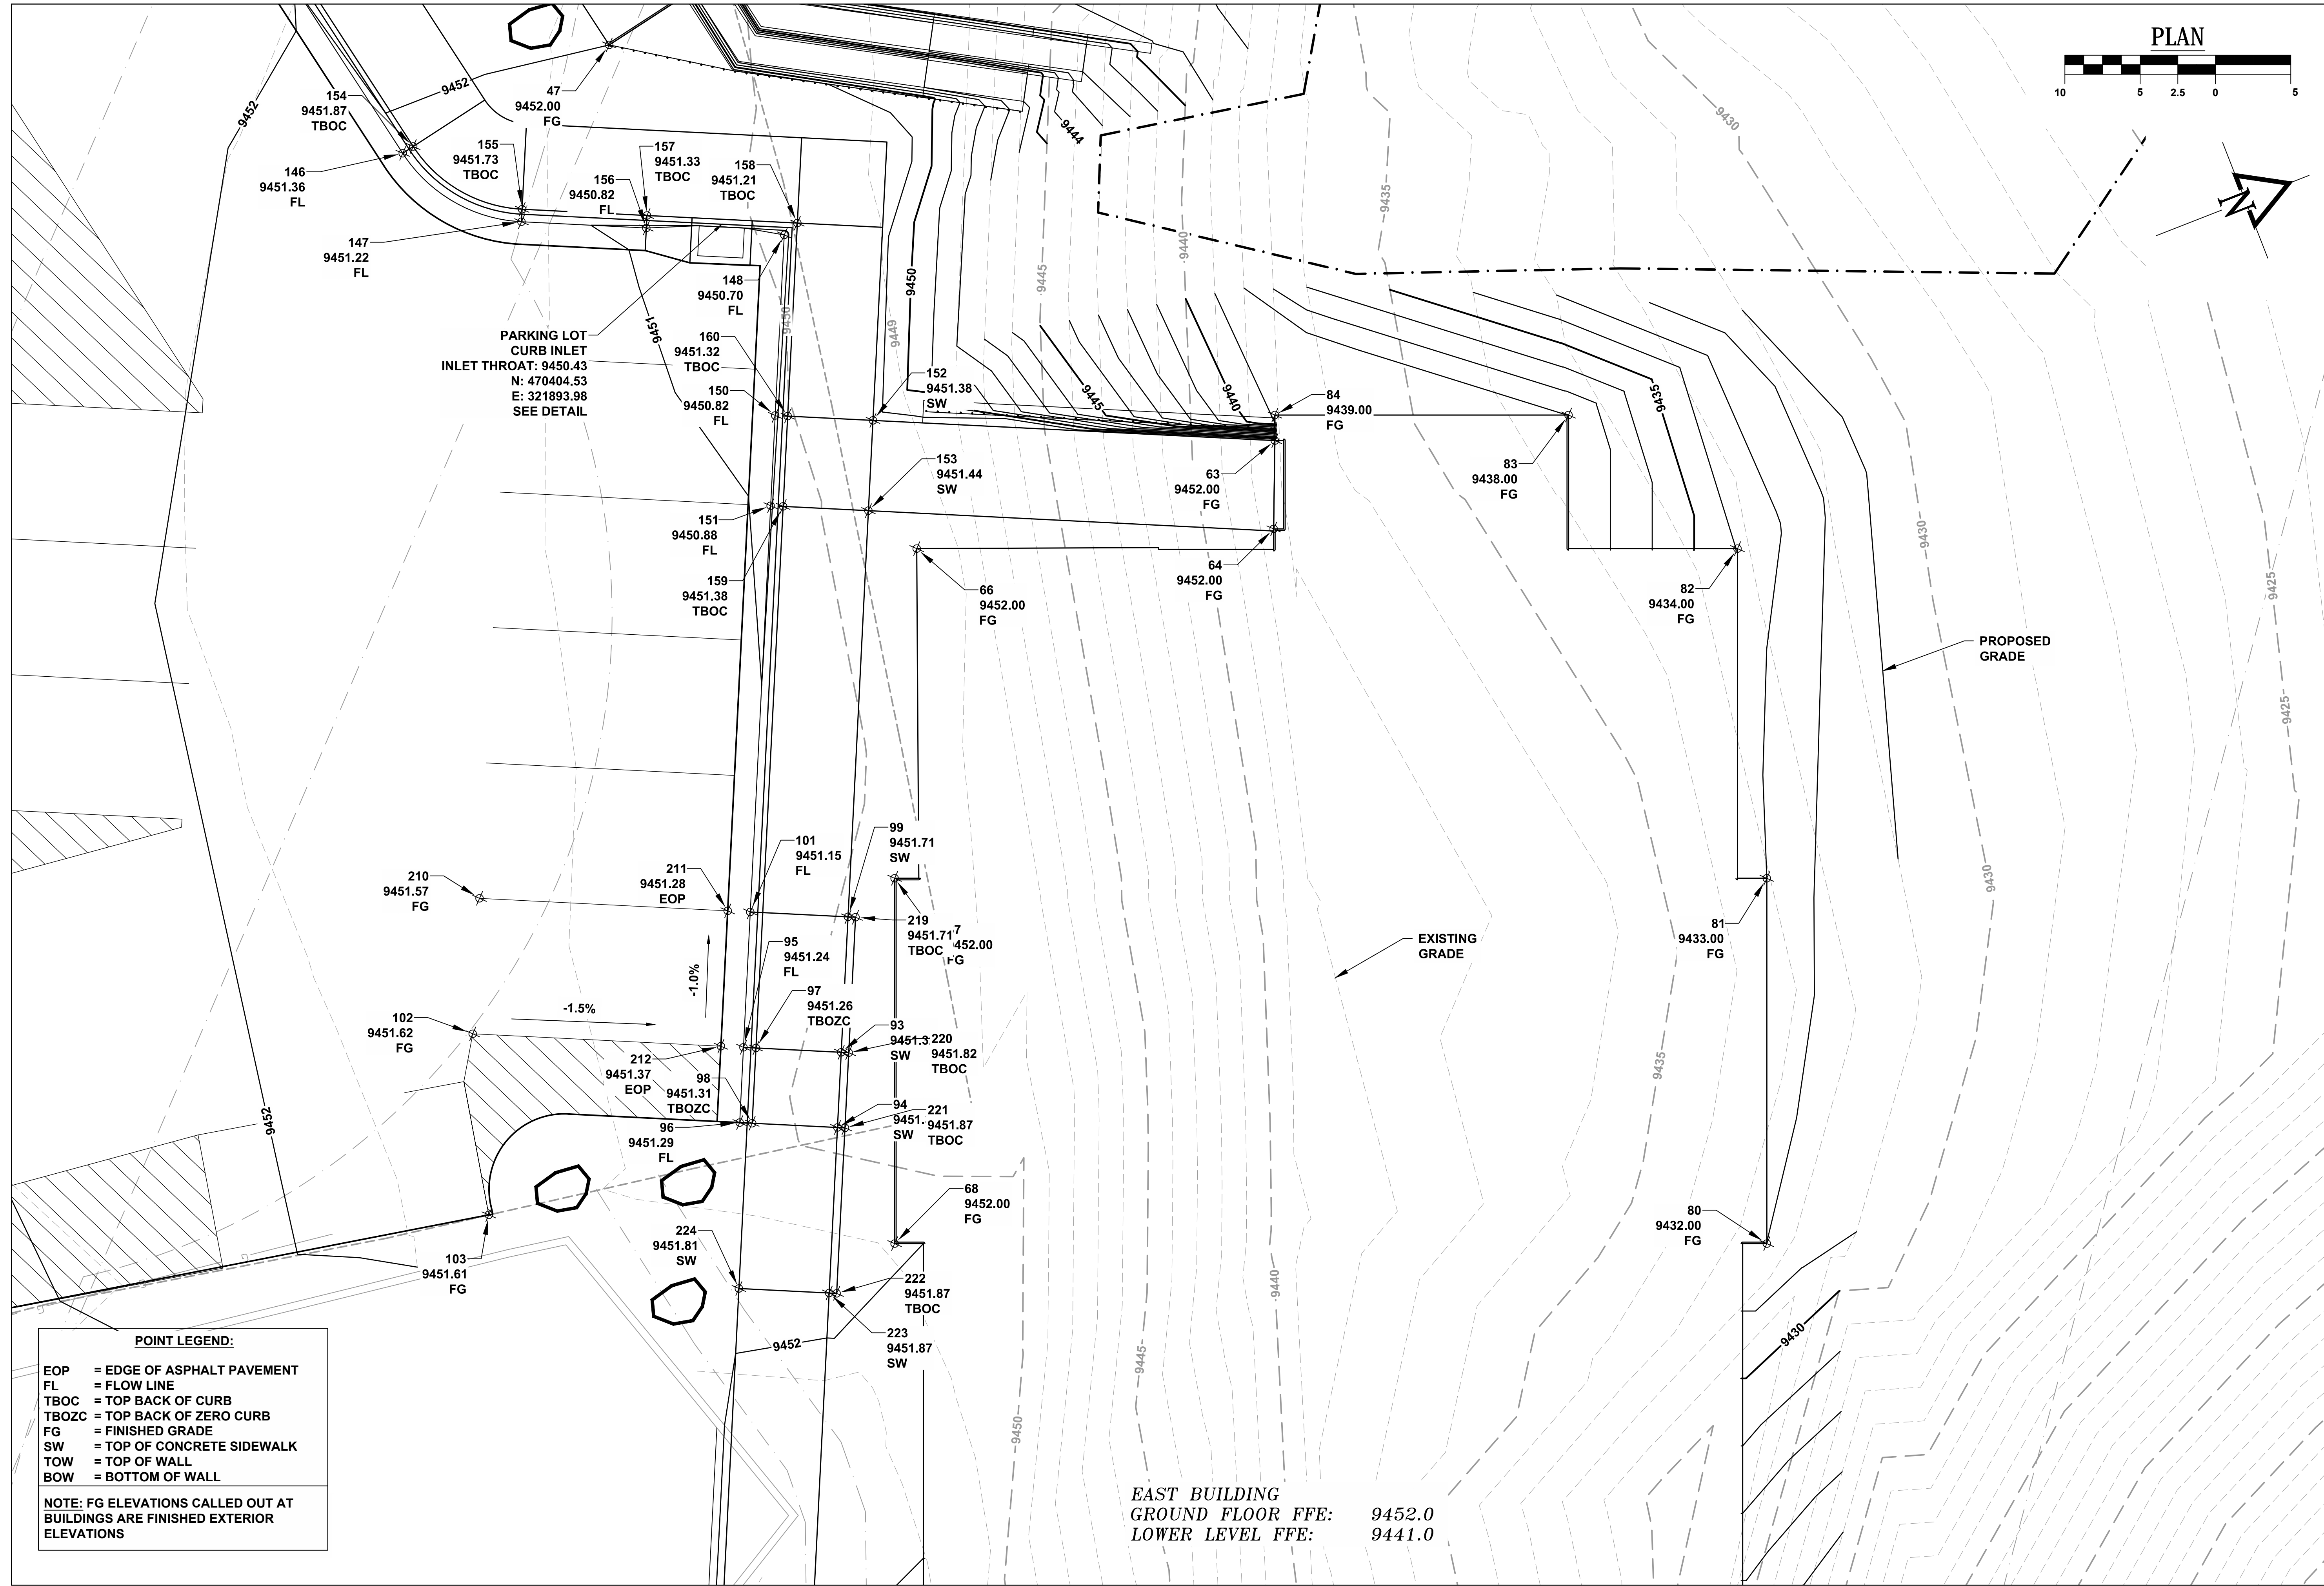 PLAN
10 5 2.5 0 5
N
9452
9452
154
9451.87
TBOC
47
9452.00
FG
146
9451.36
FL
155
9451.73
TBOC
156
9450.82
FL
157
9451.33
TBOC
158
9451.21
TBOC
147
9451.22
FL
148
9450.70
FL
PARKING LOT
CURB INLET
INLET THROAT: 9450.43
N: 470404.53
E: 321893.98
SEE DETAIL
9451
160
9451.32
TBOC
150
9450.82
FL
9450
9449
9450
9444
9445
9440
9435
9430
152
9451.38
SW
9445
9440
84
9439.00
FG
9435
153
9451.44
SW
63
9452.00
FG
83
9438.00
FG
151
9450.88
FL
159
9451.38
TBOC
64
9452.00
FG
66
9452.00
FG
82
9434.00
FG
9430
9425
9425
PROPOSED
GRADE
99
9451.71
SW
101
9451.15
FL
211
9451.28
EOP
210
9451.57
FG
219
9451.71
TBOC
7
452.00
FG
81
9433.00
FG
9430
EXISTING
GRADE
95
9451.24
FL
-1.0%
-1.5%
97
9451.26
TBOZC
102
9451.62
FG
93
9451.3
SW
220
9451.82
TBOC
212
9451.37
EOP
98
9451.31
TBOZC
9435
94
9451.
SW
221
9451.87
TBOC
96
9451.29
FL
9452
68
9452.00
FG
80
9432.00
FG
224
9451.81
SW
103
9451.61
FG
222
9451.87
TBOC
9440
223
9451.87
SW
9452
9445
9450
9430
POINT LEGEND:
EOP = EDGE OF ASPHALT PAVEMENT
FL = FLOW LINE
TBOC = TOP BACK OF CURB
TBOZC = TOP BACK OF ZERO CURB
FG = FINISHED GRADE
SW = TOP OF CONCRETE SIDEWALK
TOW = TOP OF WALL
BOW = BOTTOM OF WALL
NOTE: FG ELEVATIONS CALLED OUT AT
BUILDINGS ARE FINISHED EXTERIOR
ELEVATIONS
EAST BUILDING
GROUND FLOOR FFE: 9452.0
LOWER LEVEL FFE: 9441.0